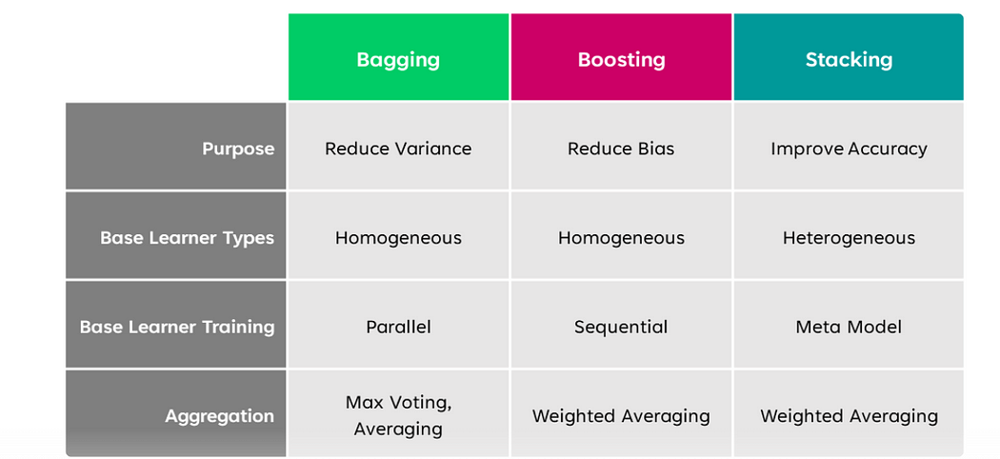 Bagging Boosting Stacking
Purpose Reduce Variance Reduce Bias Improve Accuracy
Base Learner Types Homogeneous Homogeneous Heterogeneous
Base Learner Training Parallel Sequential Meta Model
Aggregation Max Voting, Averaging Weighted Averaging Weighted Averaging